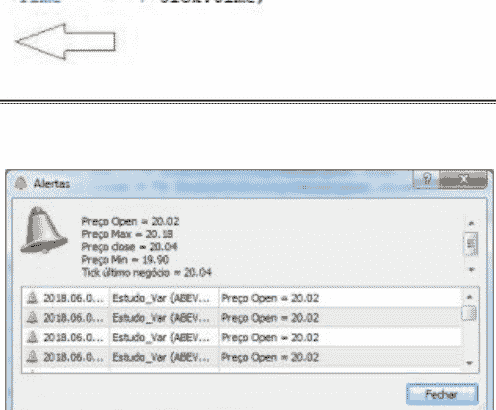 Alertas
Preço Open = 20.02
Preço Max = 20.18
Preço close = 20.04
Preço Min = 19.90
Tick último negócio = 20.04
2018.06.0... Estudo_Var (ABEV... Preço Open = 20.02
2018.06.0... Estudo_Var (ABEV... Preço Open = 20.02
2018.06.0... Estudo_Var (ABEV... Preço Open = 20.02
2018.06.0... Estudo_Var (ABEV... Preço Open = 20.02
Fechar